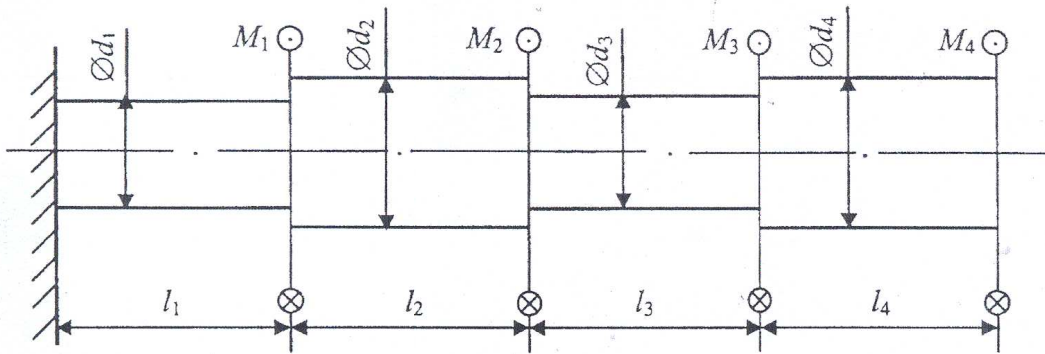 Ød₁
M₁
Ød₂
M₂
Ød₃
M₃
Ød₄
M₄
l₁
l₂
l₃
l₄